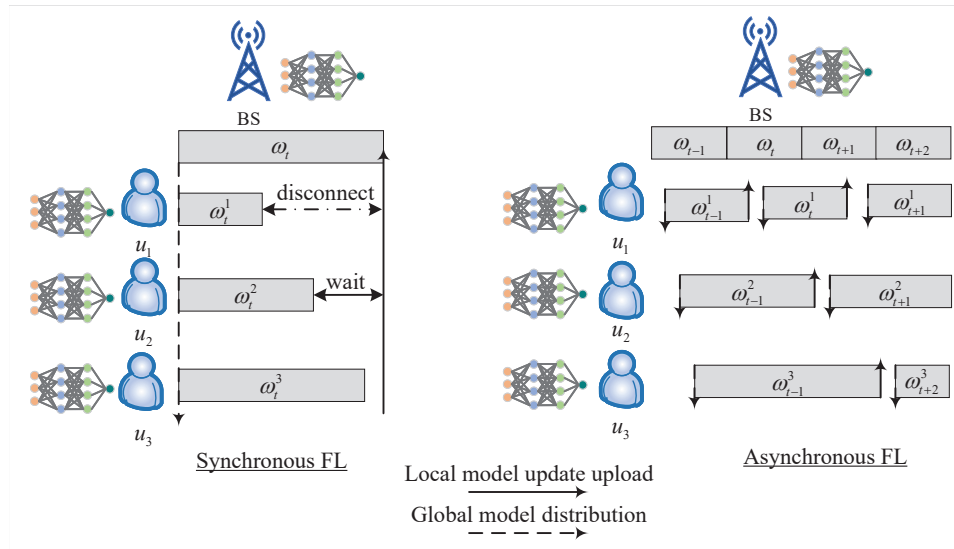 BS
ω_t
ω_t^1
disconnect
u_1
ω_t^2
wait
u_2
ω_t^3
u_3
Synchronous FL
BS
ω_{t-1} ω_t ω_{t+1} ω_{t+2}
ω_{t-1}^1 ω_t^1 ω_{t+1}^1
u_1
ω_{t-1}^2 ω_{t+1}^2
u_2
ω_{t-1}^3 ω_{t+2}^3
u_3
Asynchronous FL
Local model update upload
Global model distribution